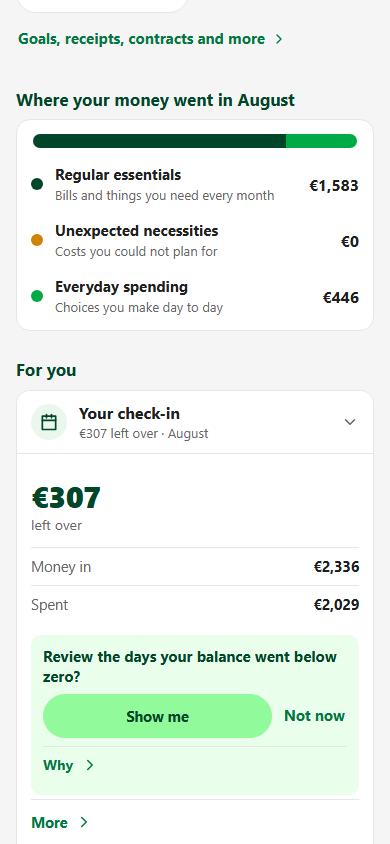 Goals, receipts, contracts and more
Where your money went in August
Regular essentials
Bills and things you need every month
€1,583
Unexpected necessities
Costs you could not plan for
€0
Everyday spending
Choices you make day to day
€446
For you
Your check-in
€307 left over · August
€307
left over
Money in
€2,336
Spent
€2,029
Review the days your balance went below
zero?
Show me
Not now
Why
More